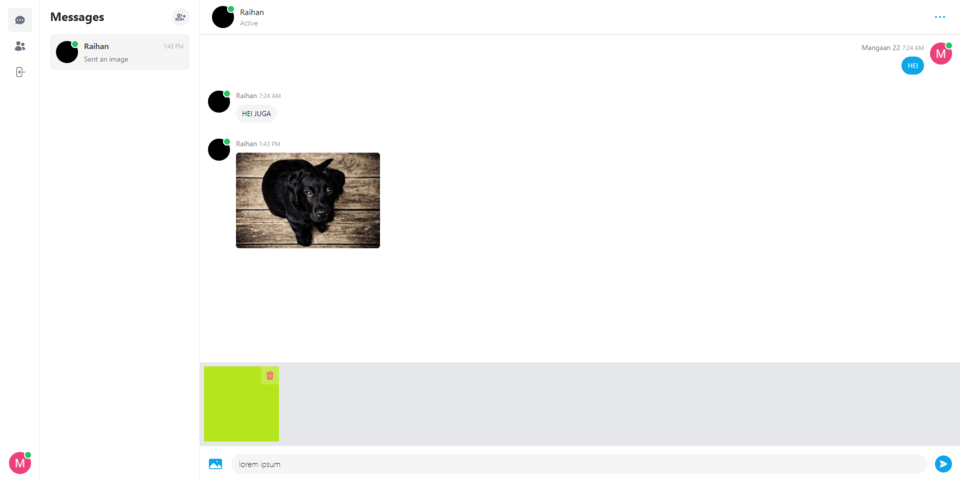 Messages
Raihan
1:43 PM
Sent an image
Raihan
Active
Mangaan 22 7:24 AM
M
HEI
Raihan 7:24 AM
HEI JUGA
Raihan 1:43 PM
M
lorem ipsum